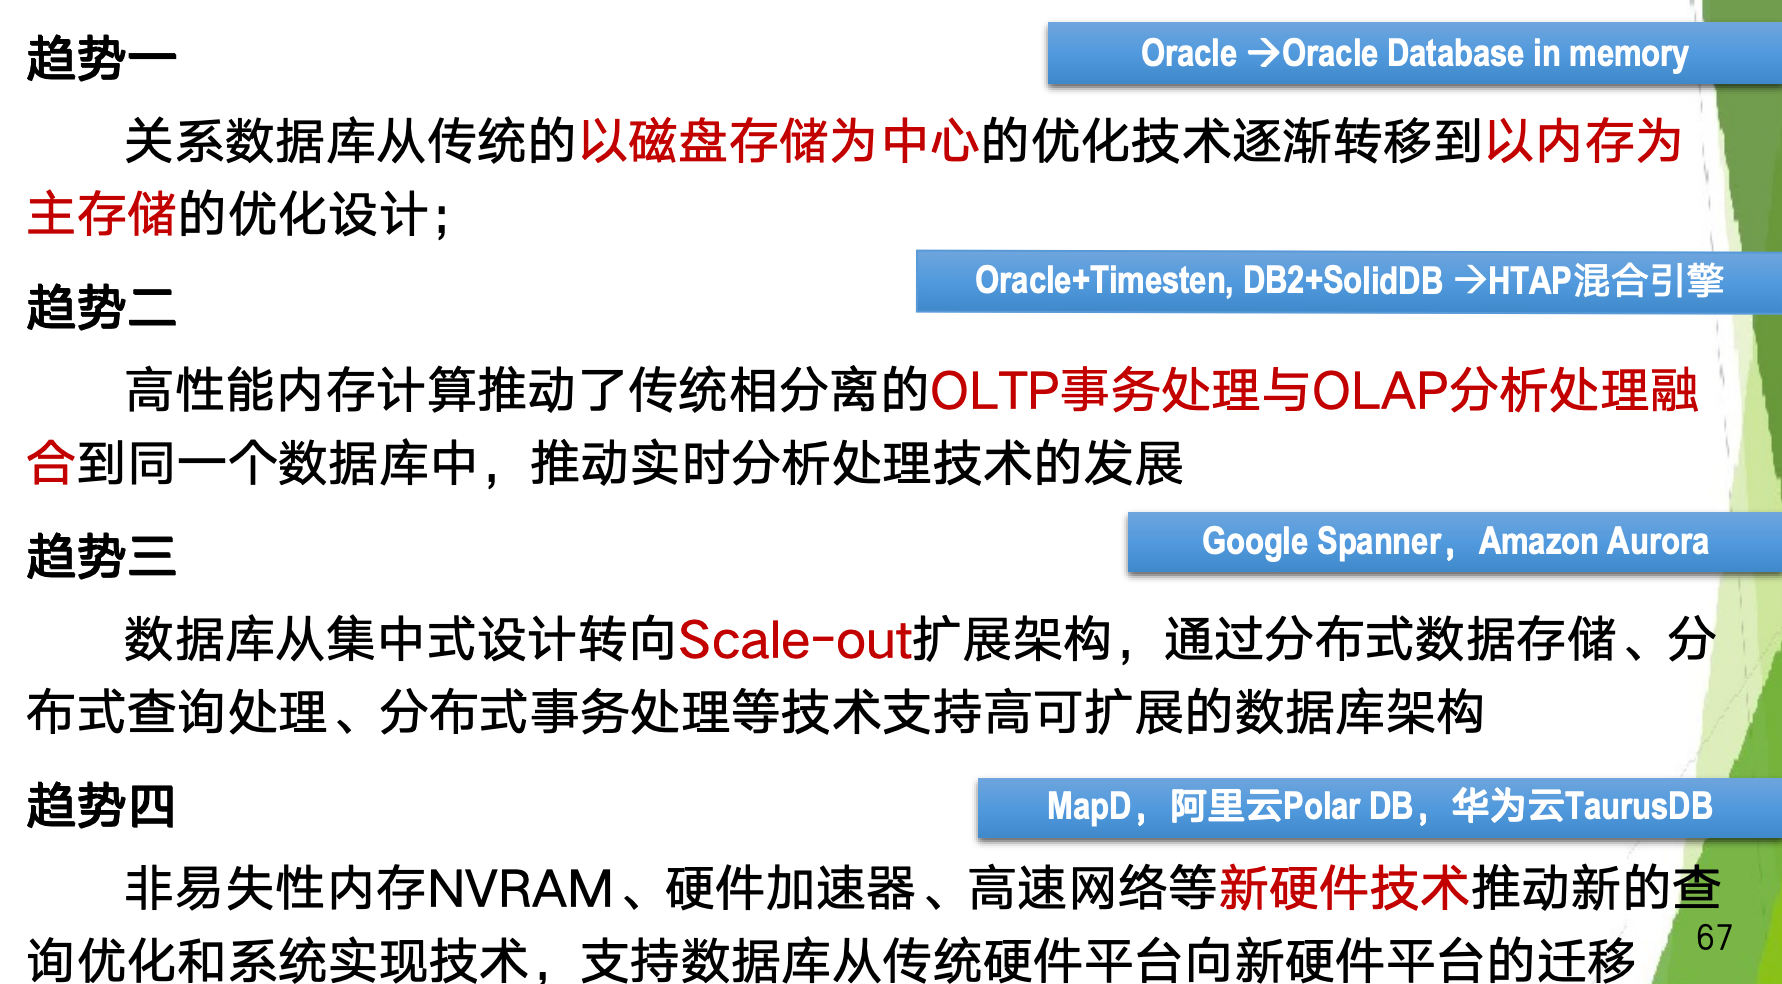 趋势一
Oracle →Oracle Database in memory
关系数据库从传统的以磁盘存储为中心的优化技术逐渐转移到以内存为
主存储的优化设计；
Oracle+Timesten, DB2+SolidDB →HTAP混合引擎
趋势二
高性能内存计算推动了传统相分离的OLTP事务处理与OLAP分析处理融
合到同一个数据库中，推动实时分析处理技术的发展
趋势三
Google Spanner，Amazon Aurora
数据库从集中式设计转向Scale-out扩展架构，通过分布式数据存储、分
布式查询处理、分布式事务处理等技术支持高可扩展的数据库架构
趋势四
MapD，阿里云Polar DB，华为云TaurusDB
非易失性内存NVRAM、硬件加速器、高速网络等新硬件技术推动新的查
询优化和系统实现技术，支持数据库从传统硬件平台向新硬件平台的迁移
67